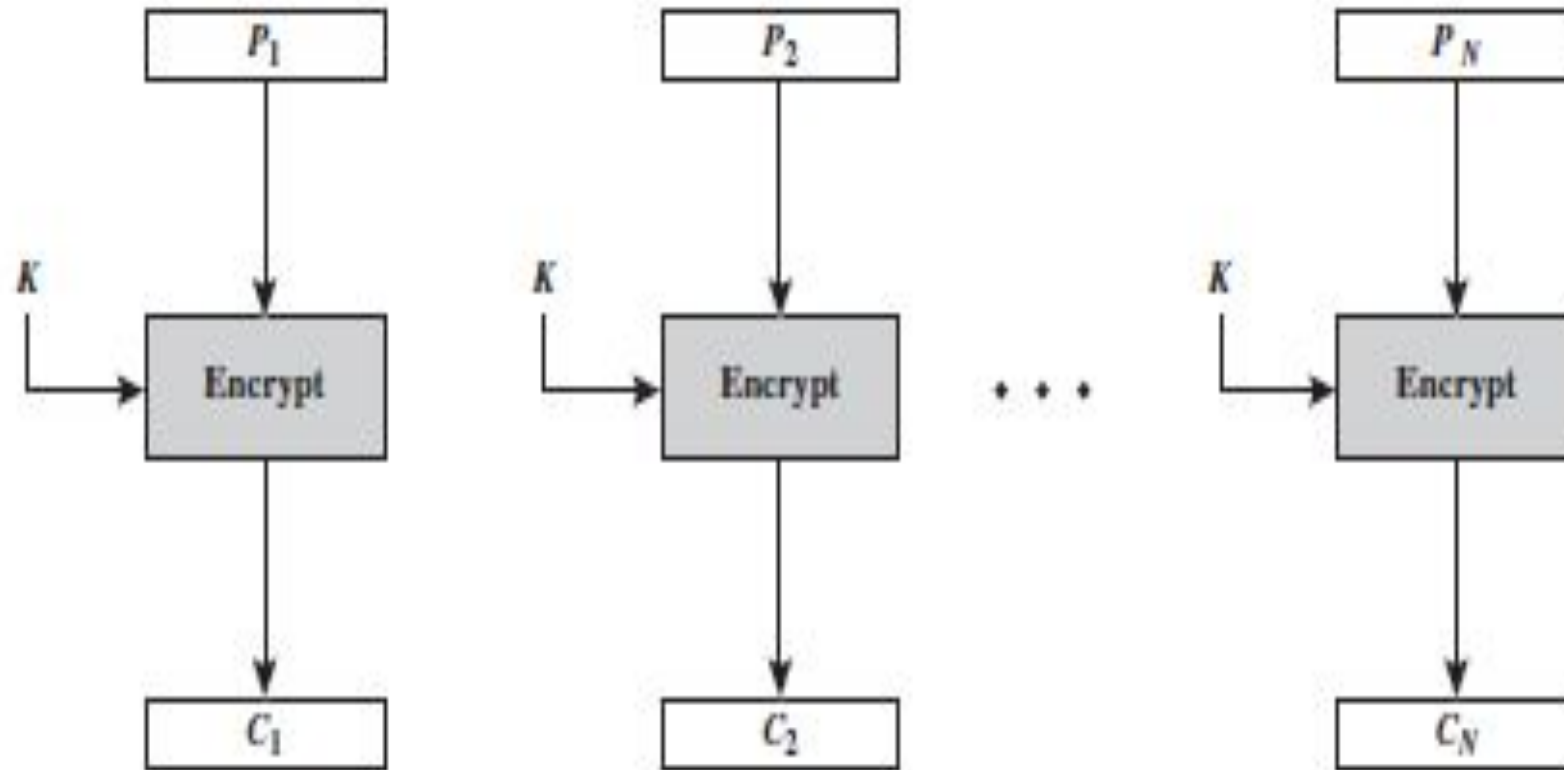 P1 P2 PN
K K K
Encrypt Encrypt • • • Encrypt
C1 C2 CN